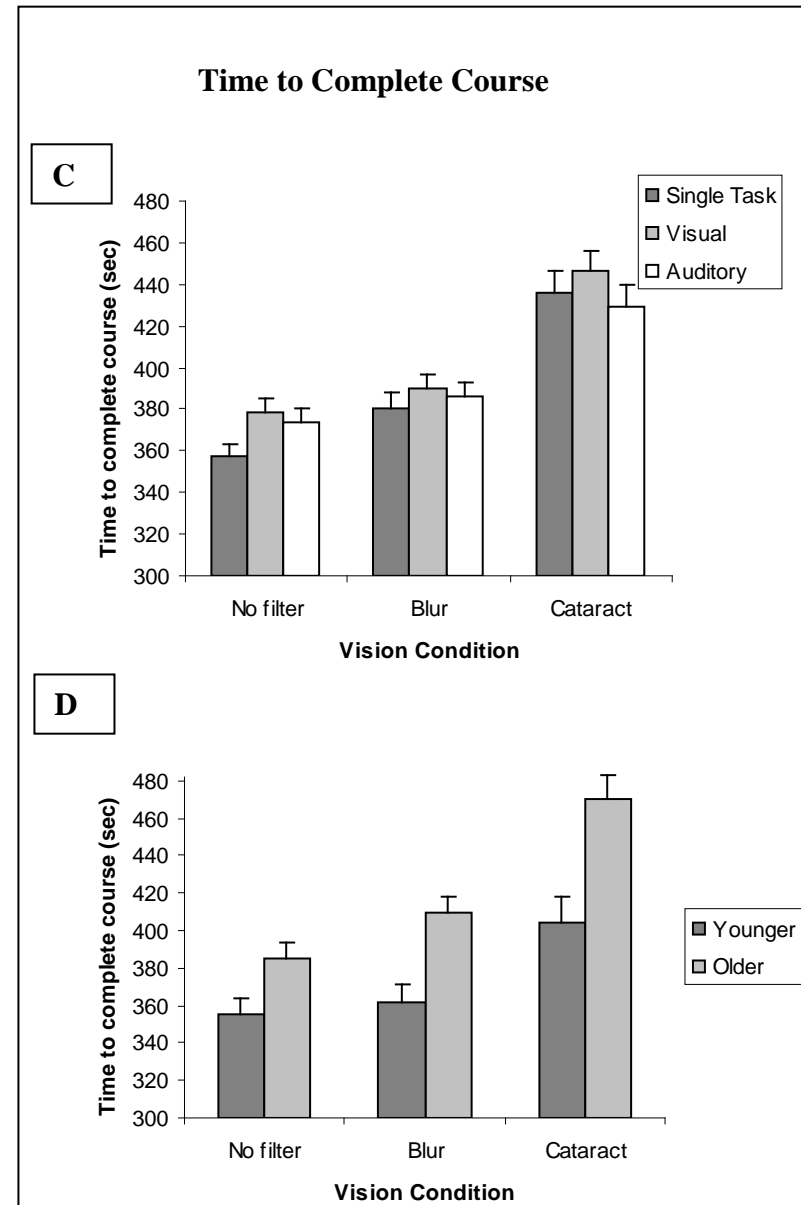 Time to Complete Course
C
Single Task
Visual
Auditory
Time to complete course (sec)
480
460
440
420
400
380
360
340
320
300
No filter Blur Cataract
Vision Condition
D
Younger
Older
Time to complete course (sec)
480
460
440
420
400
380
360
340
320
300
No filter Blur Cataract
Vision Condition